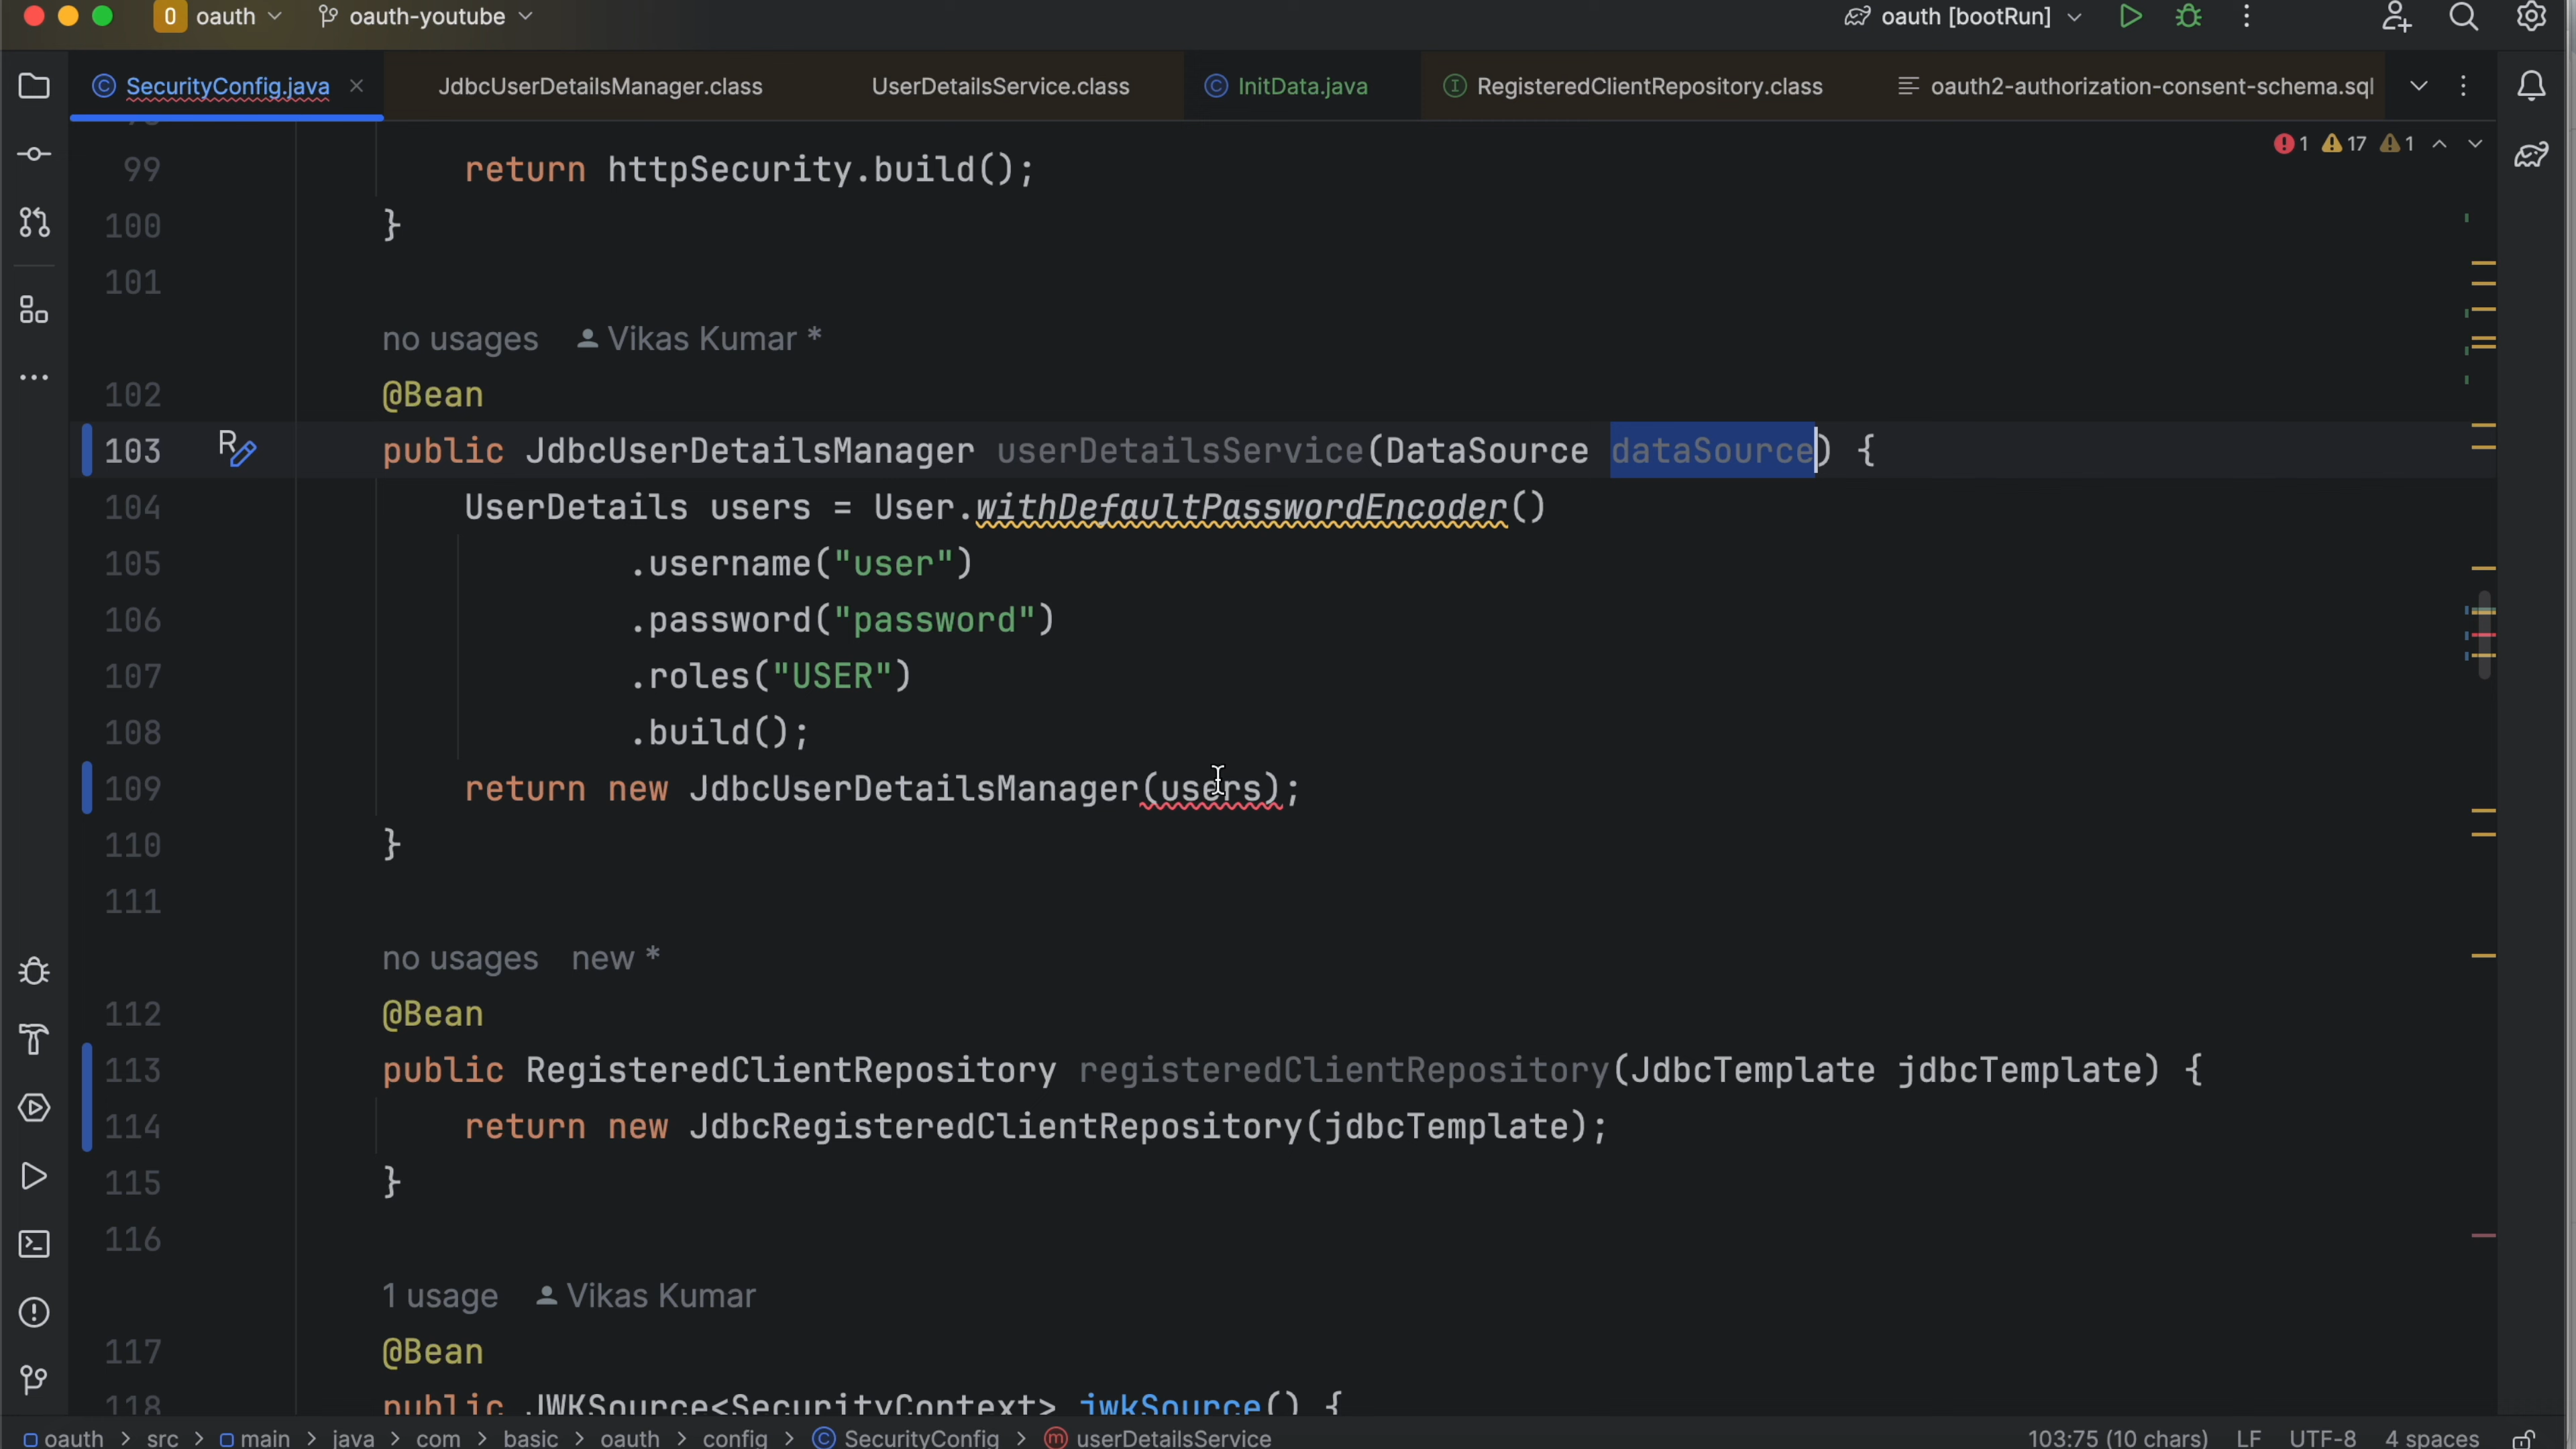 0 oauth oauth-youtube oauth [bootRun]
SecurityConfig.java JdbcUserDetailsManager.class UserDetailsService.class InitData.java RegisteredClientRepository.class oauth2-authorization-consent-schema.sql
1 17 1
99 return httpSecurity.build();
100 }
101
no usages Vikas Kumar *
102 @Bean
103 public JdbcUserDetailsManager userDetailsService(DataSource dataSource) {
104 UserDetails users = User.withDefaultPasswordEncoder()
105 .username("user")
106 .password("password")
107 .roles("USER")
108 .build();
109 return new JdbcUserDetailsManager(users);
110 }
111
no usages new *
112 @Bean
113 public RegisteredClientRepository registeredClientRepository(JdbcTemplate jdbcTemplate) {
114 return new JdbcRegisteredClientRepository(jdbcTemplate);
115 }
116
1 usage Vikas Kumar
117 @Bean
118 public JWKSource<SecurityContext> jwkSource() {
oauth > src > main > java > com > basic > oauth > config > SecurityConfig > userDetailsService 103:75 (10 chars) LF UTF-8 4 spaces